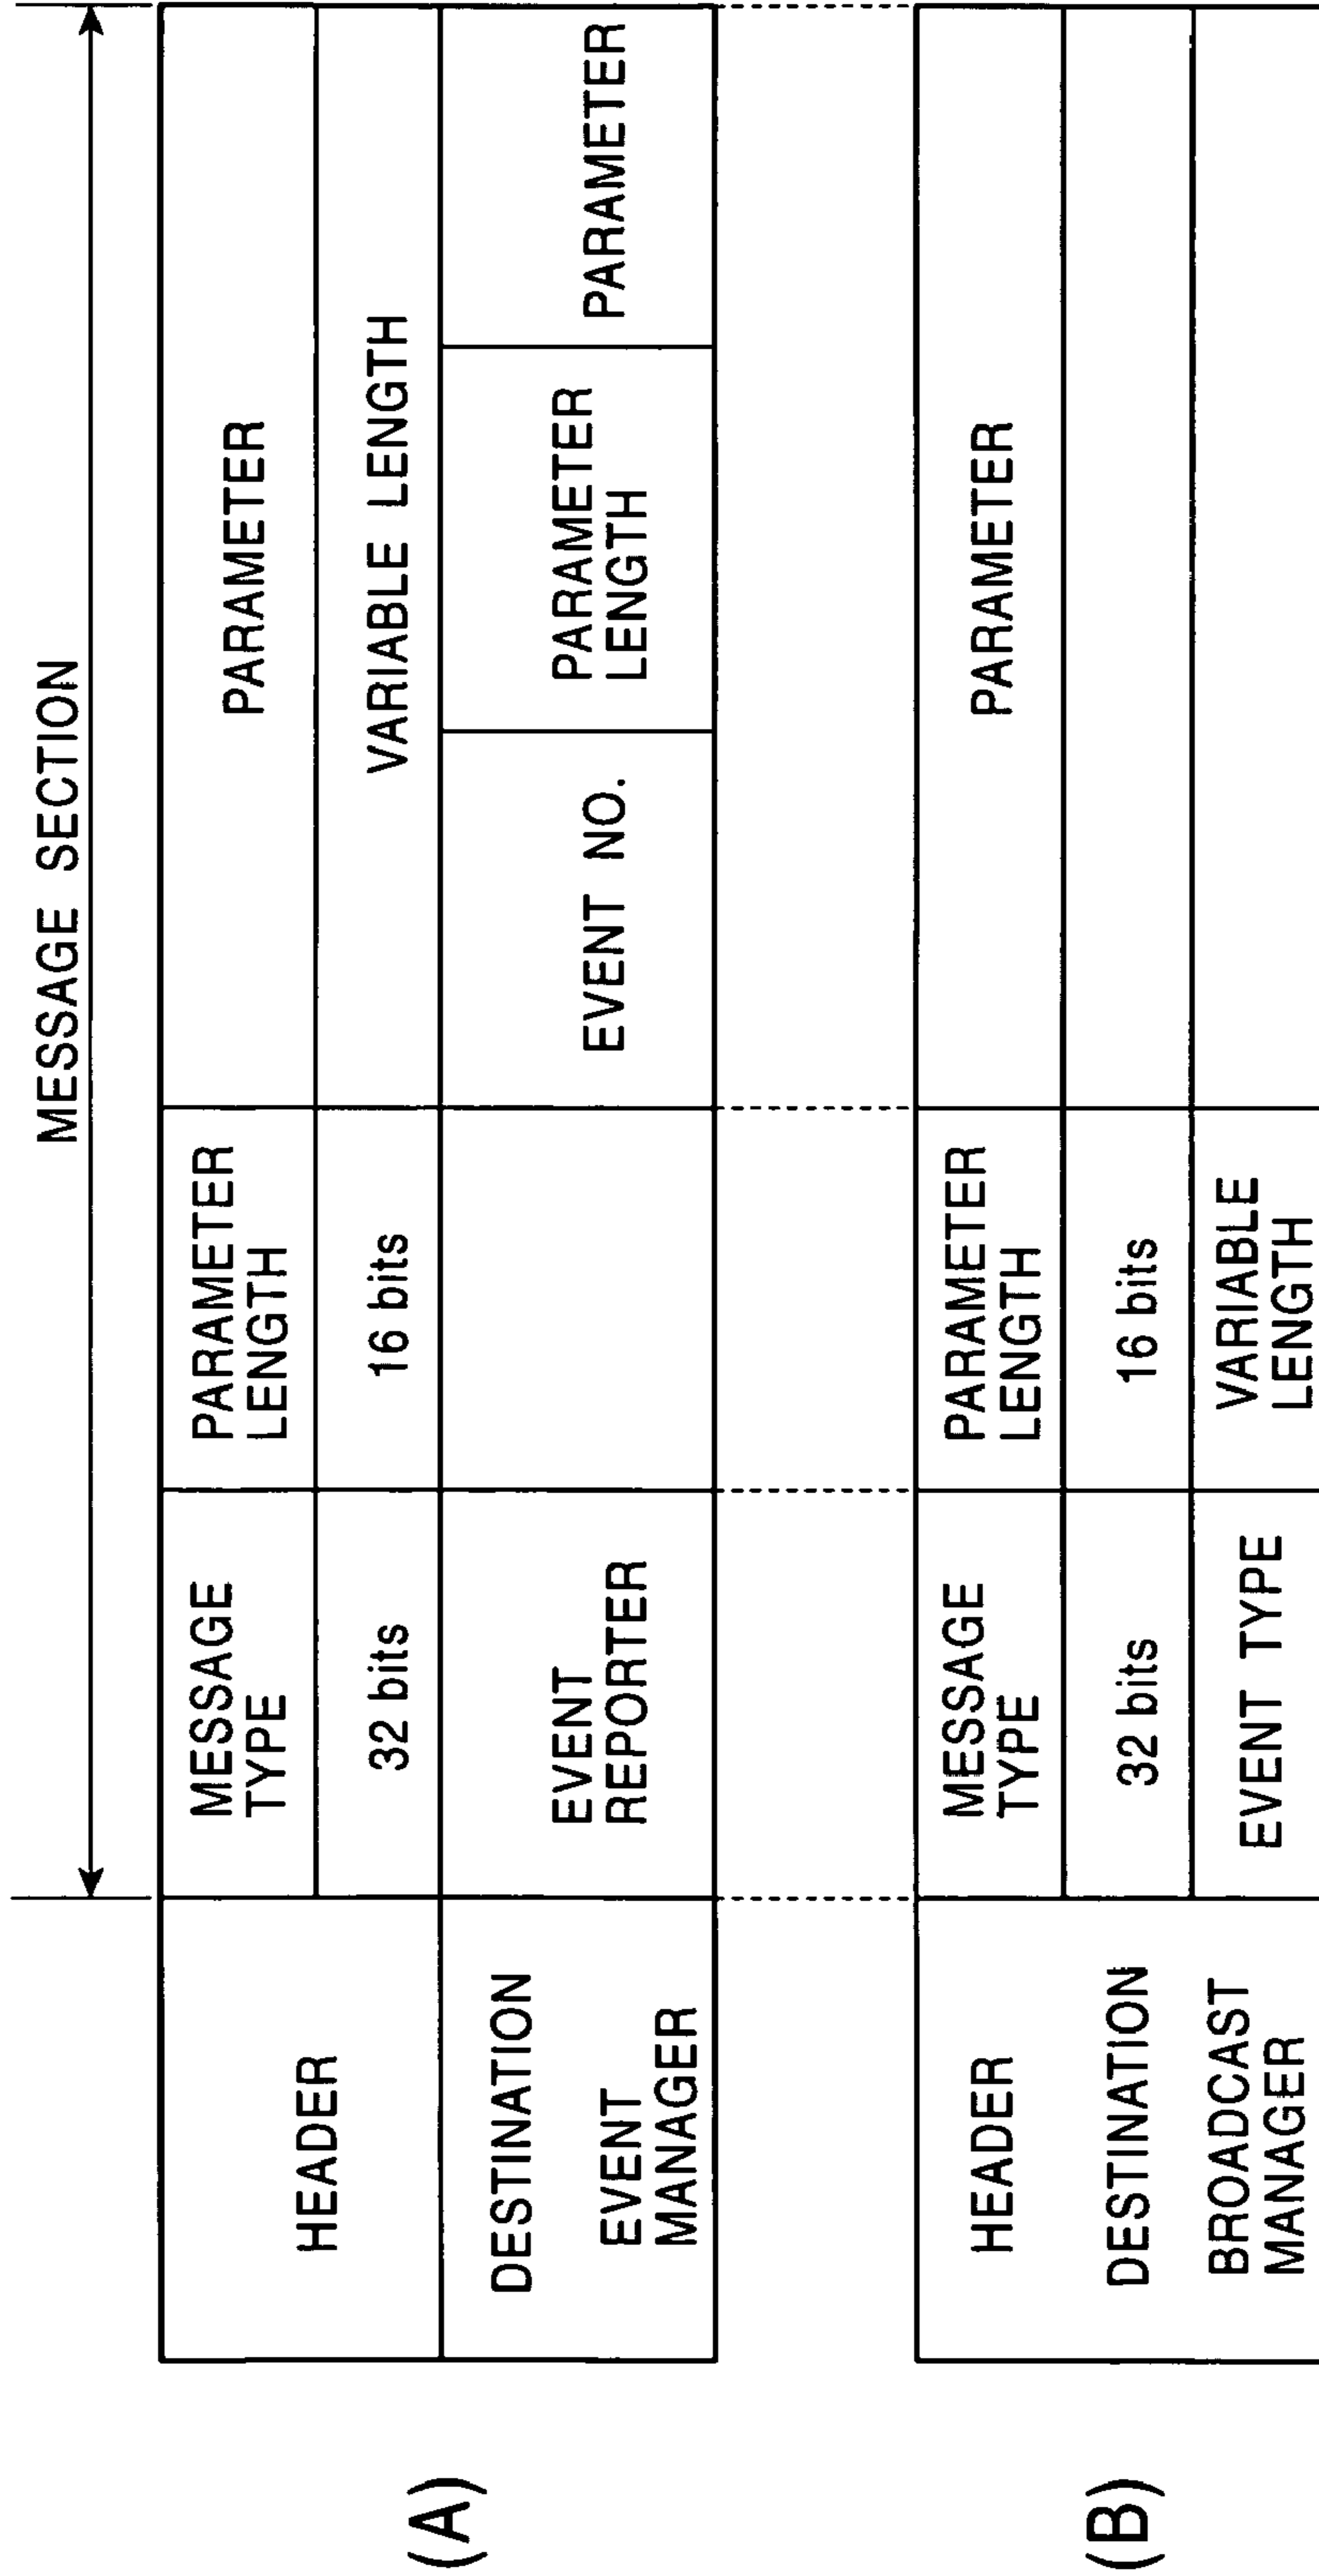 MESSAGE SECTION
(A)
HEADER
MESSAGE
TYPE
PARAMETER
LENGTH
PARAMETER
32 bits
16 bits
VARIABLE LENGTH
DESTINATION
EVENT
MANAGER
EVENT
REPORTER
EVENT NO.
PARAMETER
LENGTH
PARAMETER
(B)
HEADER
DESTINATION
BROADCAST
MANAGER
MESSAGE
TYPE
PARAMETER
LENGTH
PARAMETER
32 bits
16 bits
EVENT TYPE
VARIABLE
LENGTH